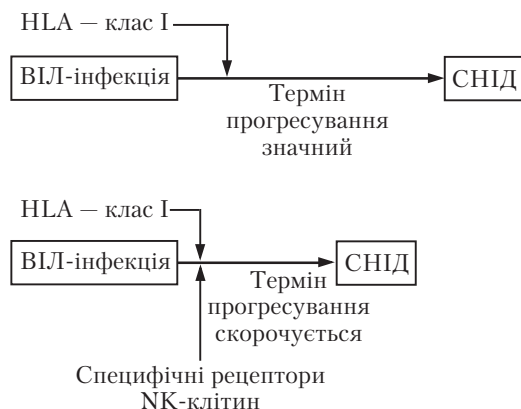 HLA — клас I
ВІЛ-інфекція
СНІД
Термін
прогресування
значний
HLA — клас I
ВІЛ-інфекція
СНІД
Термін
прогресування
скорочується
Специфічні рецептори
NK-клітин